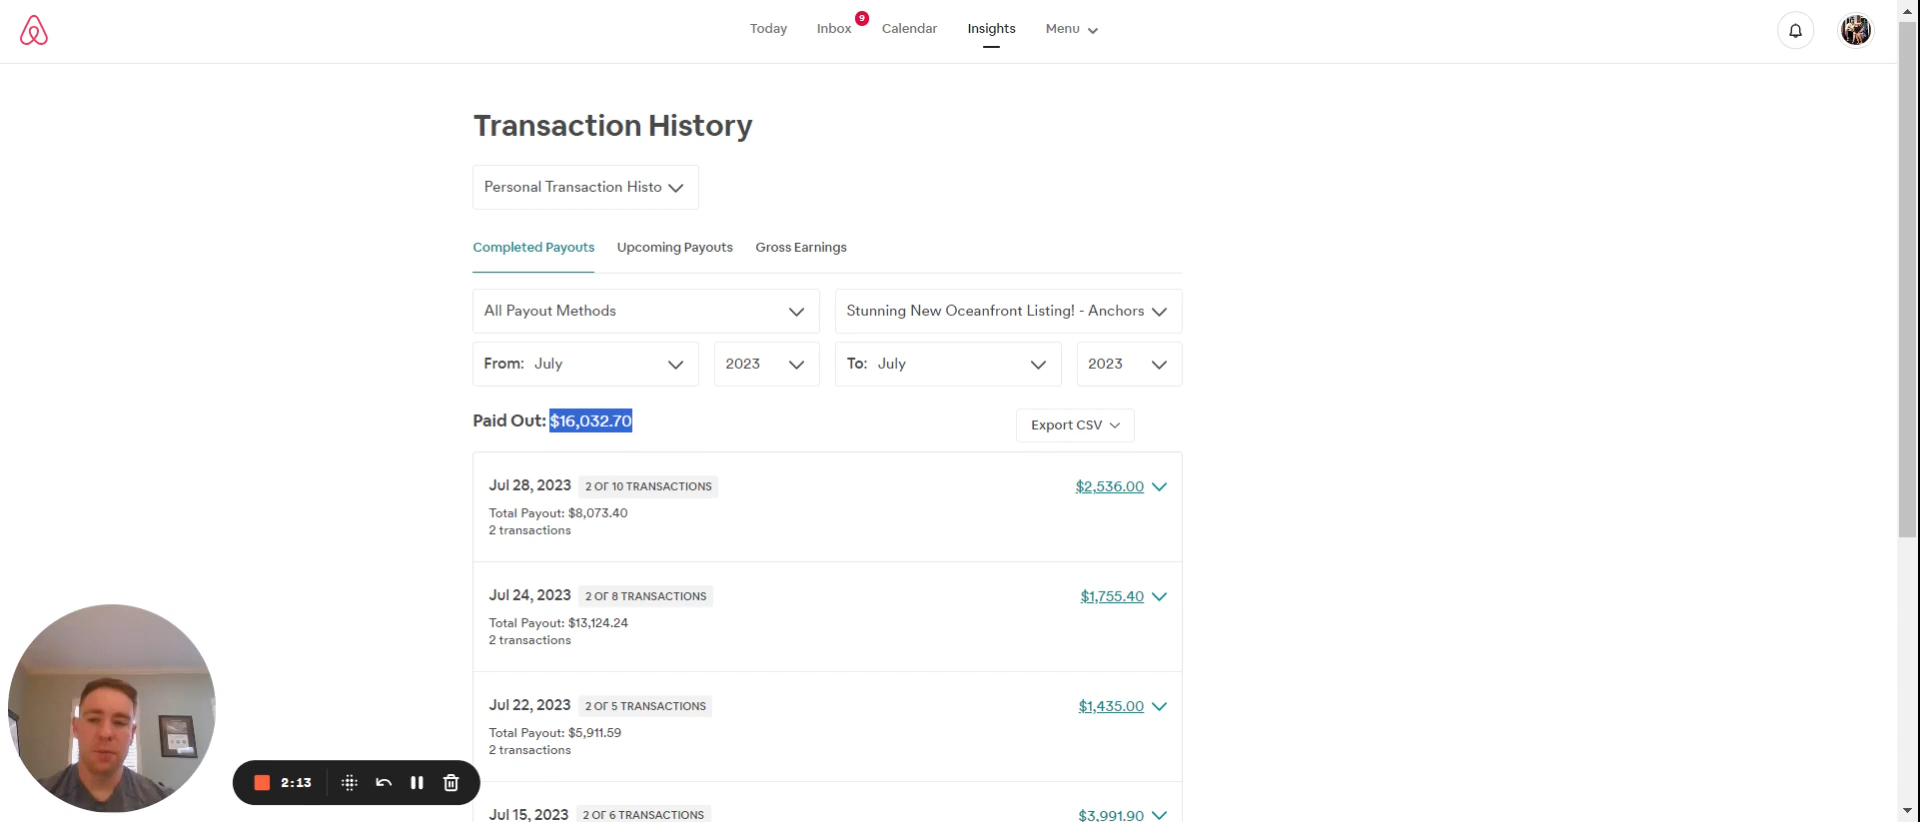 Today Inbox 9 Calendar Insights Menu
Transaction History
Personal Transaction Histo
Completed Payouts Upcoming Payouts Gross Earnings
All Payout Methods Stunning New Oceanfront Listing! - Anchors
From: July 2023 To: July 2023
Paid Out: $16,032.70 Export CSV
Jul 28, 2023 2 OF 10 TRANSACTIONS $2,536.00
Total Payout: $8,073.40
2 transactions
Jul 24, 2023 2 OF 8 TRANSACTIONS $1,755.40
Total Payout: $13,124.24
2 transactions
Jul 22, 2023 2 OF 5 TRANSACTIONS $1,435.00
Total Payout: $5,911.59
2 transactions
2:13
Jul 15, 2023 2 OF 6 TRANSACTIONS $3,991.90